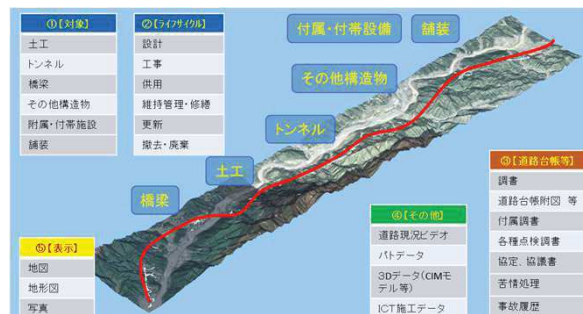 ①【対象】
土工
トンネル
橋梁
その他構造物
附属・付帯施設
舗装
②【ライフサイクル】
設計
工事
供用
維持管理・修繕
更新
撤去・廃棄
付属・付帯設備
舗装
その他構造物
トンネル
土工
橋梁
③【道路台帳等】
調書
道路台帳附図 等
付属調書
各種点検調書
協定、協議書
苦情処理
事故履歴
④【その他】
道路現況ビデオ
パトデータ
3Dデータ(CIMモ
デル等)
ICT施工データ
⑤【表示】
地図
地形図
写真